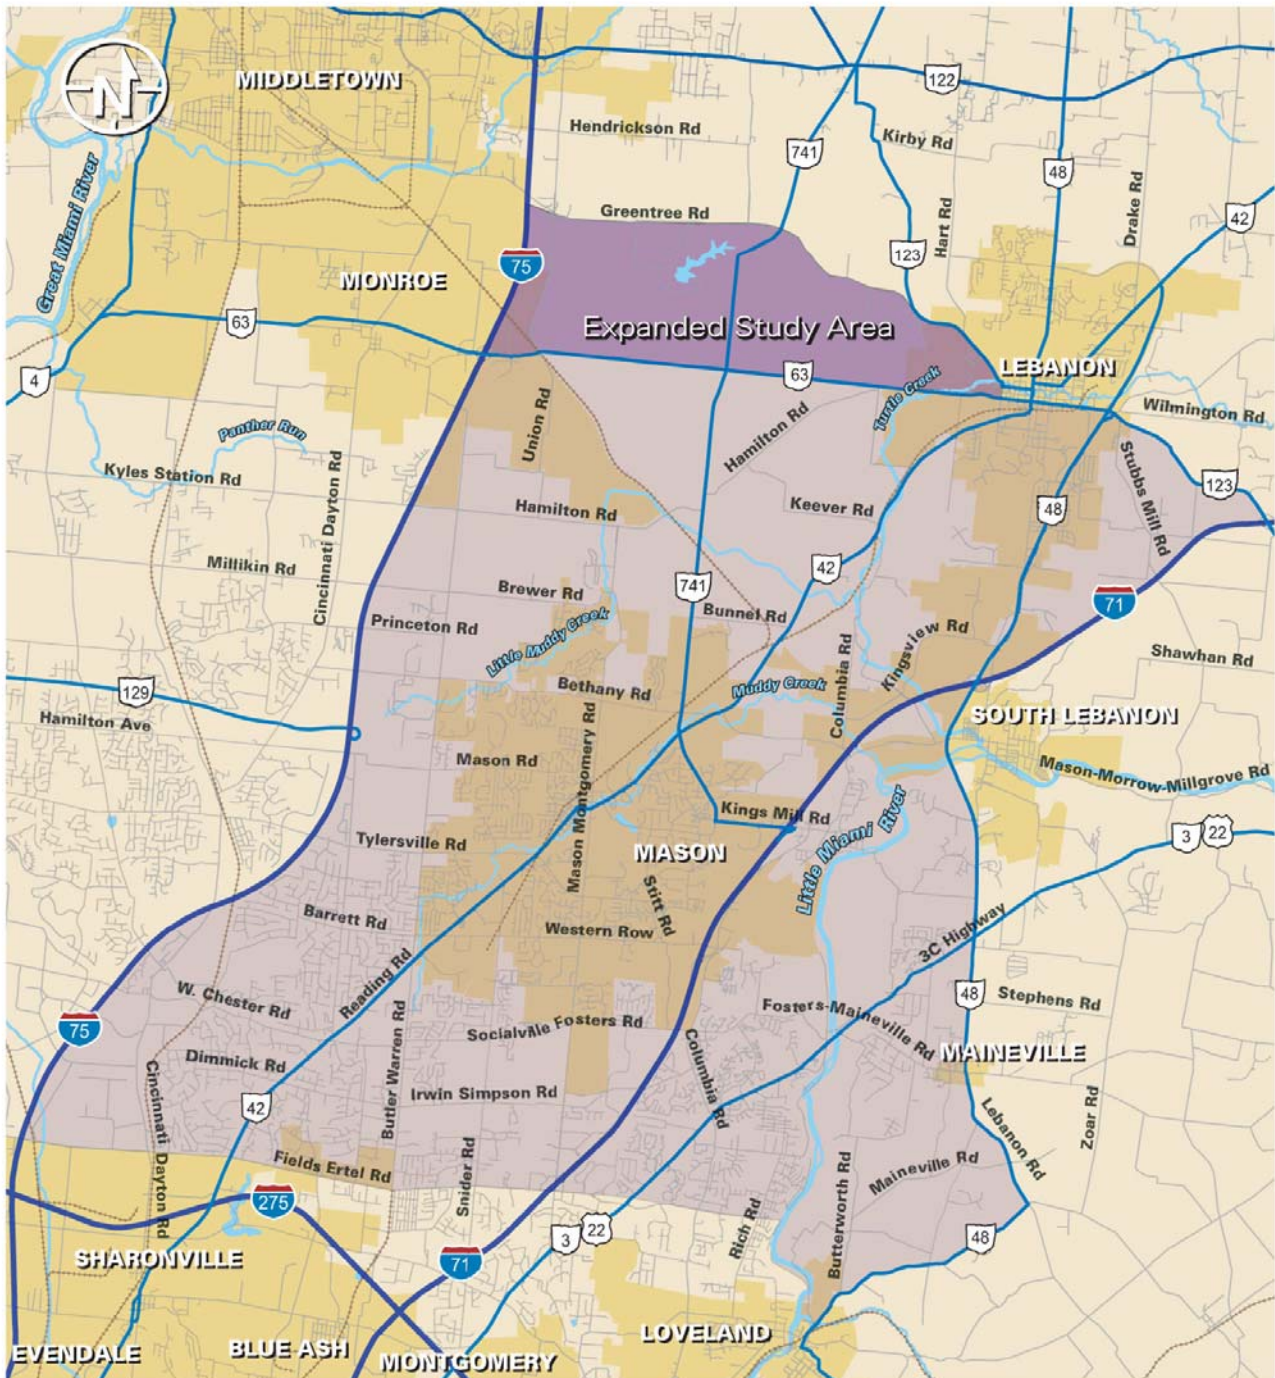 MIDDLETOWN
N
122
Hendrickson Rd
Kirby Rd
741
48
Great Miami River
Drake Rd
Greentree Rd
42
Hart Rd
123
75
MONROE
63
Expanded Study Area
LEBANON
63
4
Turtle Creek
Wilmington Rd
Union Rd
Hamilton Rd
Panther Run
Kyles Station Rd
Cincinnati Dayton Rd
Stubbs Mill Rd
123
Hamilton Rd
Keever Rd
48
Millikin Rd
42
Brewer Rd
741
Bunnel Rd
71
Princeton Rd
Little Muddy Creek
Columbia Rd
Kingsview Rd
Shawhan Rd
129
Bethany Rd
Muddy Creek
Hamilton Ave
SOUTH LEBANON
Mason Montgomery Rd
Mason Rd
Mason-Morrow-Millgrove Rd
Kings Mill Rd
Little Miami River
Tylersville Rd
MASON
3
22
Stitt Rd
Barrett Rd
Western Row
3C Highway
Reading Rd
W. Chester Rd
48
Stephens Rd
75
Socialvile Fosters Rd
Fosters-Maineville Rd
Butler Warren Rd
Columbia Rd
MAINEVILLE
Dimmick Rd
Cincinnati Dayton Rd
Irwin Simpson Rd
42
Lebanon Rd
Zoar Rd
Snider Rd
Fields Ertel Rd
Maineville Rd
Butterworth Rd
Rich Rd
275
3
22
48
SHARONVILLE
71
LOVELAND
EVENDALE
BLUE ASH
MONTGOMERY